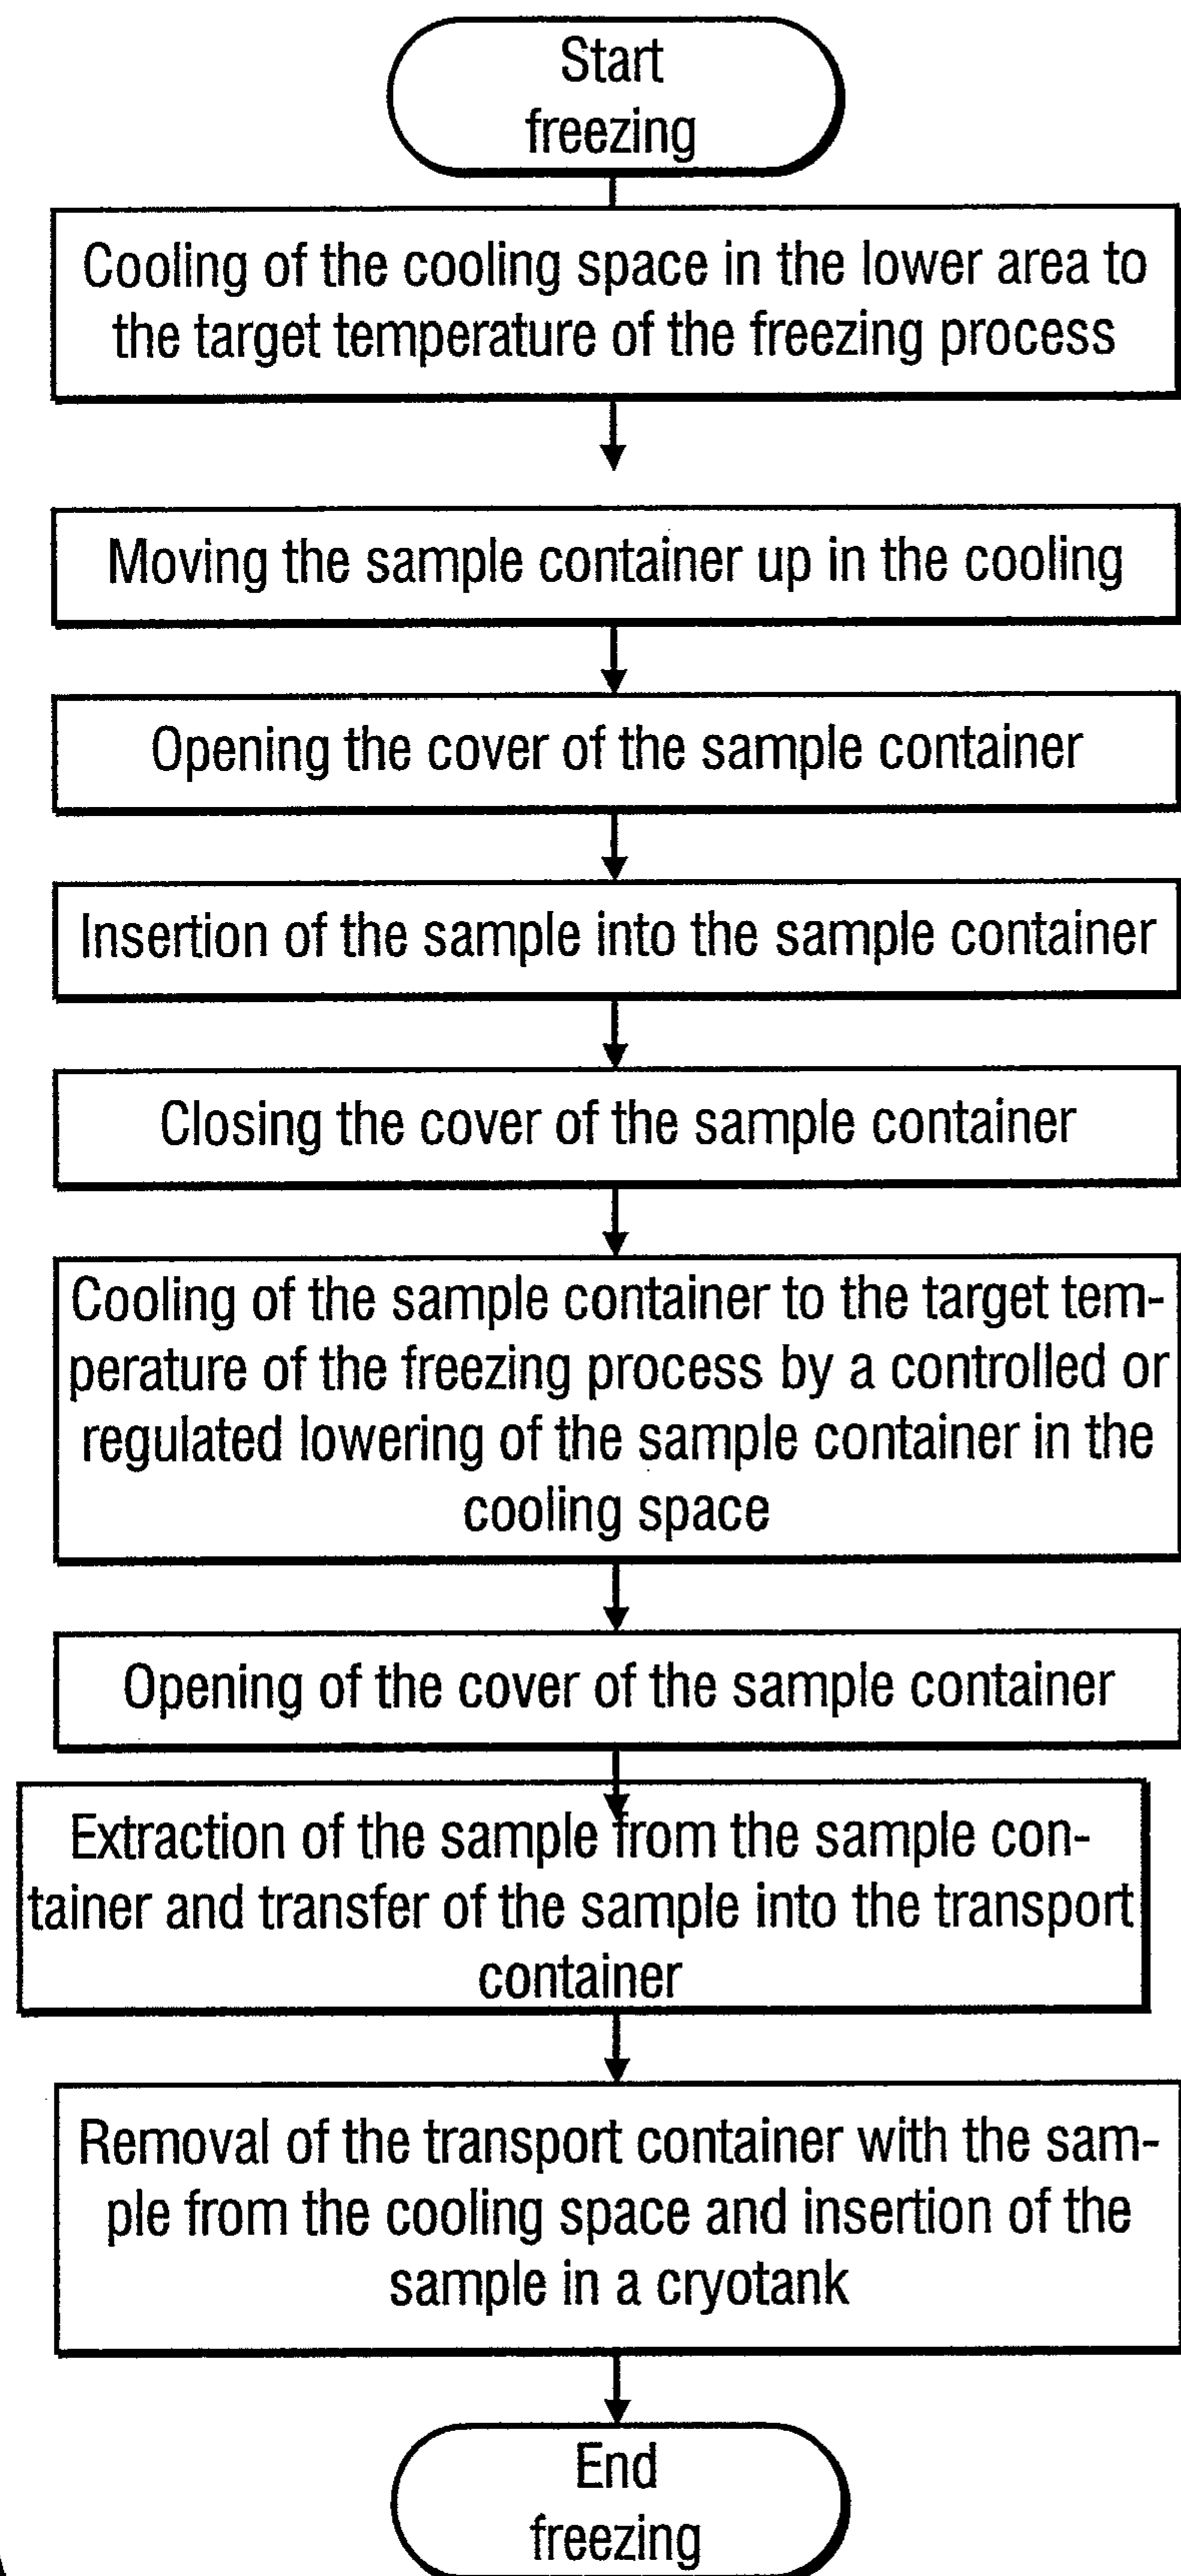 Start
freezing
Cooling of the cooling space in the lower area to
the target temperature of the freezing process
Moving the sample container up in the cooling
Opening the cover of the sample container
Insertion of the sample into the sample container
Closing the cover of the sample container
Cooling of the sample container to the target tem-
perature of the freezing process by a controlled or
regulated lowering of the sample container in the
cooling space
Opening of the cover of the sample container
Extraction of the sample from the sample con-
tainer and transfer of the sample into the transport
container
Removal of the transport container with the sam-
ple from the cooling space and insertion of the
sample in a cryotank
End
freezing